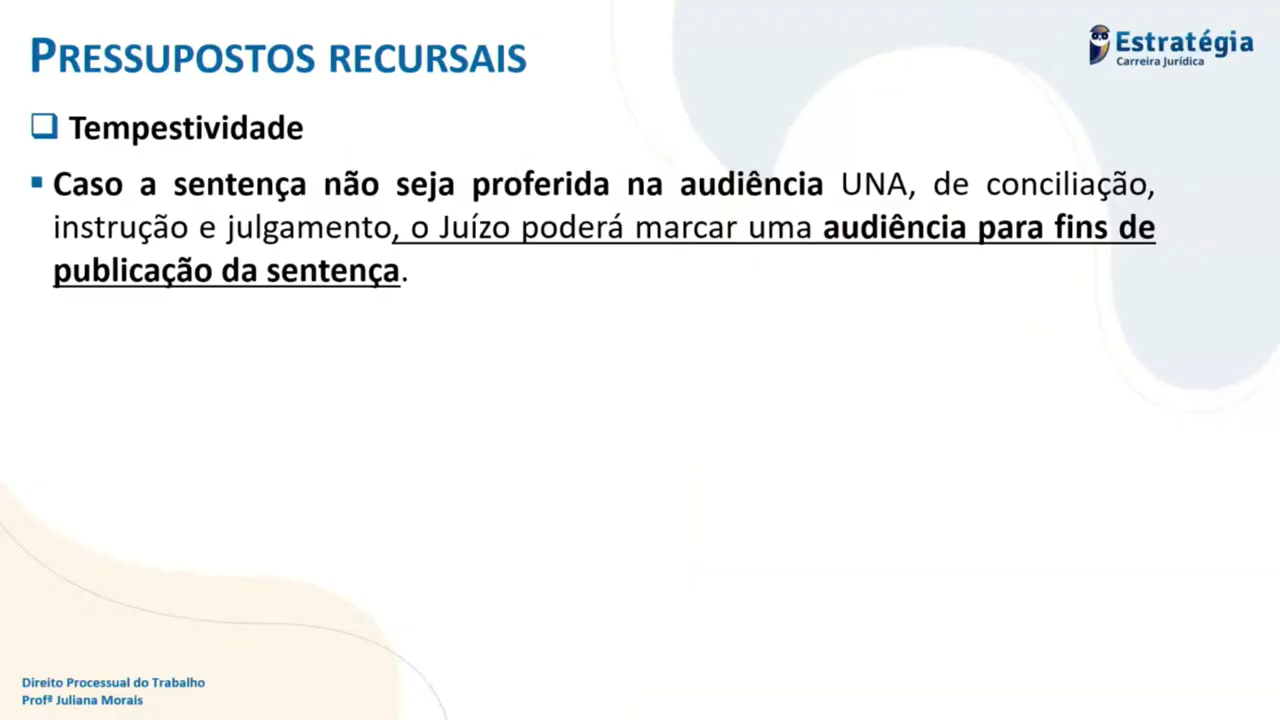 PRESSUPOSTOS RECURSAIS
Estratégia
Carreira Jurídica
Tempestividade
Caso a sentença não seja proferida na audiência UNA, de conciliação,
instrução e julgamento, o Juízo poderá marcar uma audiência para fins de
publicação da sentença.
Direito Processual do Trabalho
Profª Juliana Morais